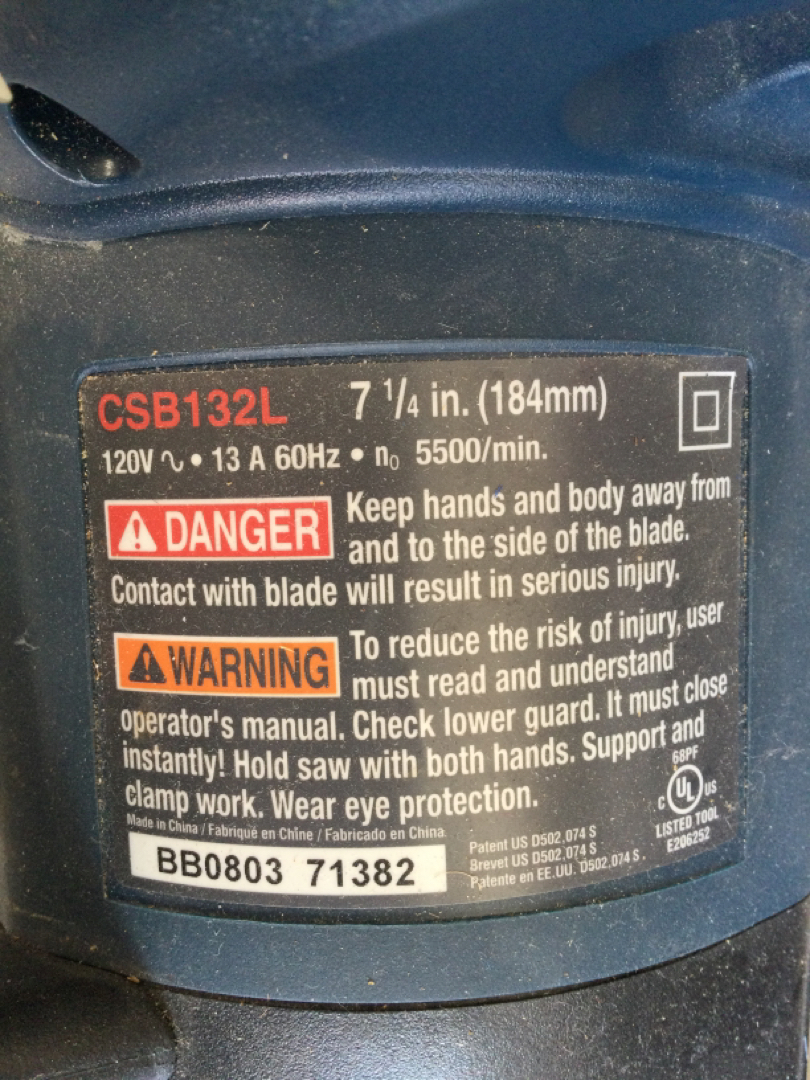 CSB132L 7 1/4 in. (184mm)
120V ∿ • 13 A 60Hz • n₀ 5500/min.
DANGER Keep hands and body away from
and to the side of the blade.
Contact with blade will result in serious injury.
WARNING To reduce the risk of injury, user
must read and understand
operator's manual. Check lower guard. It must close
instantly! Hold saw with both hands. Support and
clamp work. Wear eye protection.
68PF
C UL US
LISTED TOOL
E206252
Made in China / Fabriqué en Chine / Fabricado en China
BB0803 71382
Patent US D502,074 S
Brevet US D502,074 S
Patente en EE.UU. D502,074 S.